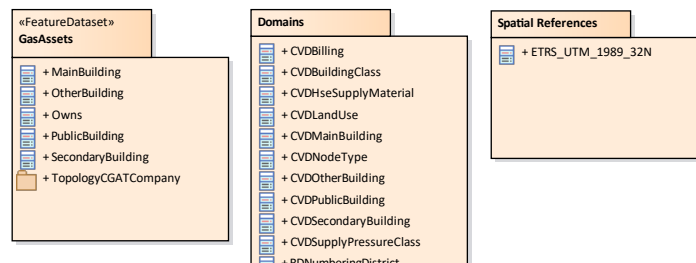 «FeatureDataset»
GasAssets
+ MainBuilding
+ OtherBuilding
+ Owns
+ PublicBuilding
+ SecondaryBuilding
+ TopologyCGATCompany
Domains
+ CVDBilling
+ CVDBuildingClass
+ CVDHseSupplyMaterial
+ CVDLandUse
+ CVDMainBuilding
+ CVDNodeType
+ CVDOtherBuilding
+ CVDPublicBuilding
+ CVDSecondaryBuilding
+ CVDSupplyPressureClass
Spatial References
+ ETRS_UTM_1989_32N